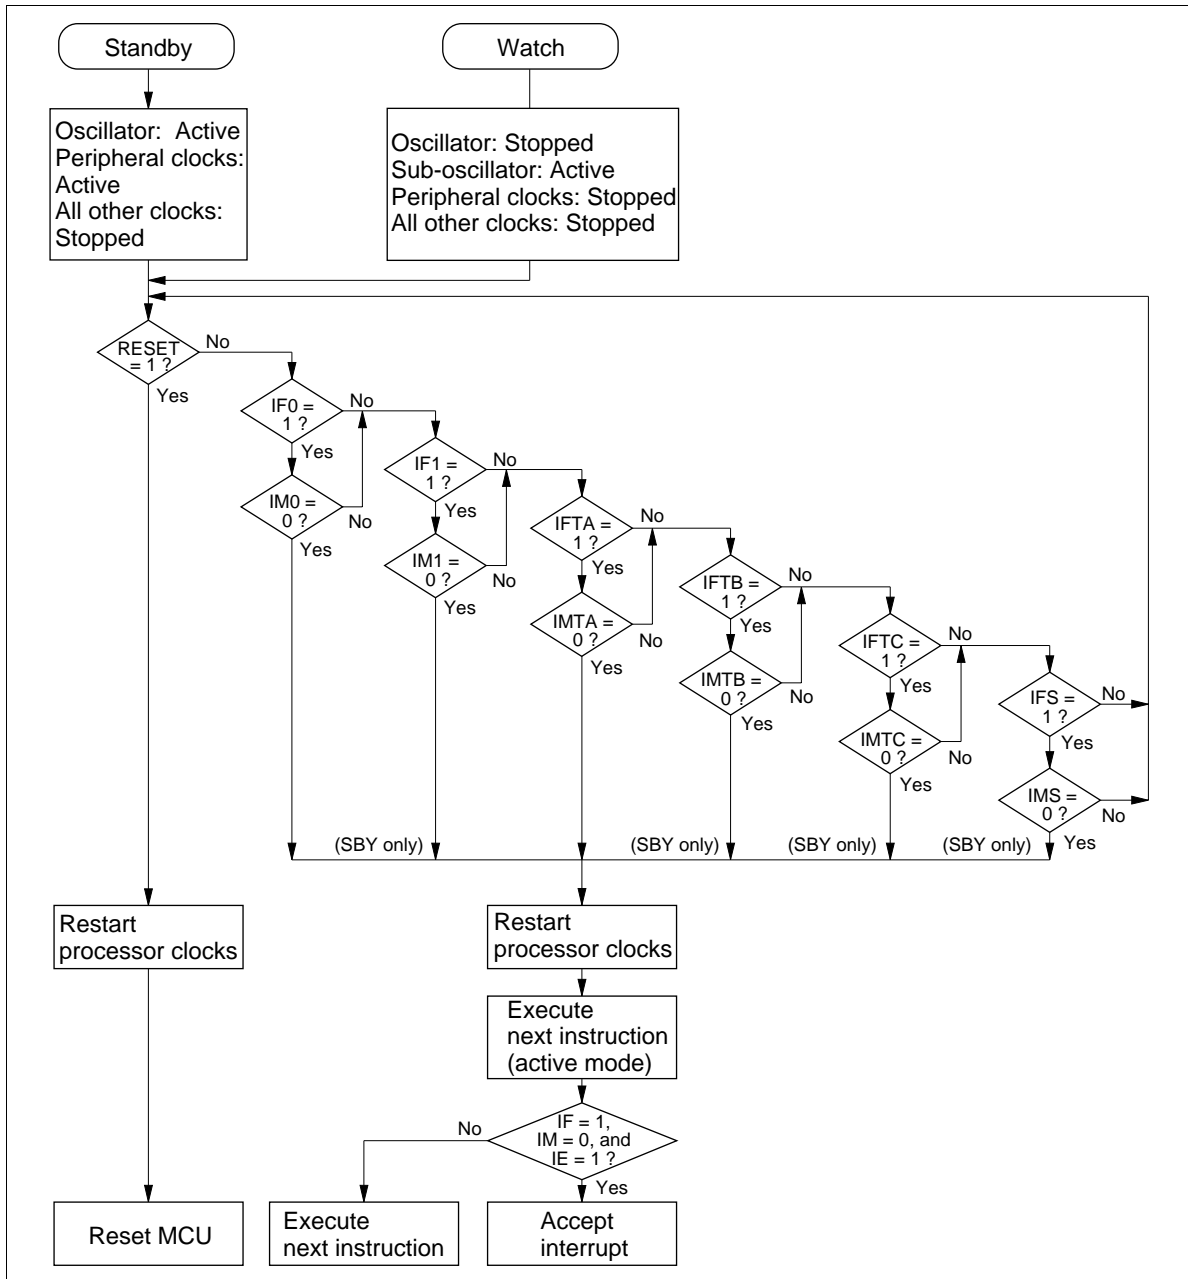 Standby
Watch
Oscillator: Active
Peripheral clocks:
Active
All other clocks:
Stopped
Oscillator: Stopped
Sub-oscillator: Active
Peripheral clocks: Stopped
All other clocks: Stopped
RESET
= 1 ?
No
Yes
IF0 =
1 ?
No
Yes
IM0 =
0 ?
No
Yes
IF1 =
1 ?
No
Yes
IM1 =
0 ?
No
Yes
IFTA =
1 ?
No
Yes
IMTA =
0 ?
No
Yes
IFTB =
1 ?
No
Yes
IMTB =
0 ?
No
Yes
IFTC =
1 ?
No
Yes
IMTC =
0 ?
No
Yes
IFS =
1 ?
No
Yes
IMS =
0 ?
No
Yes
(SBY only)
(SBY only)
(SBY only)
(SBY only)
Restart
processor clocks
Restart
processor clocks
Execute
next instruction
(active mode)
IF = 1,
IM = 0, and
IE = 1 ?
No
Yes
Reset MCU
Execute
next instruction
Accept
interrupt